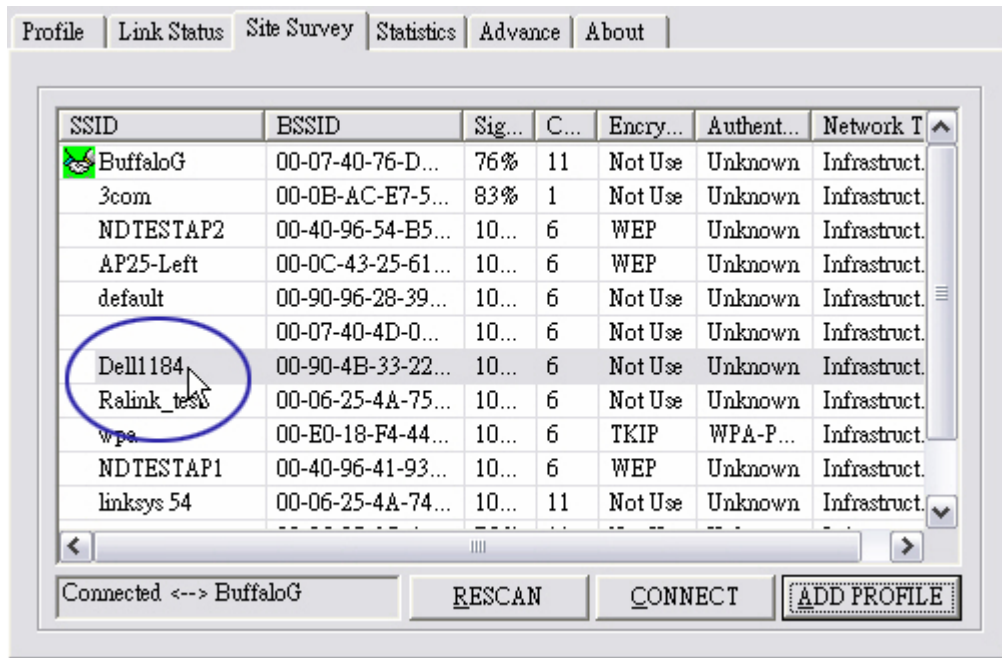 Profile Link Status Site Survey Statistics Advance About
SSID BSSID Sig... C... Encry... Authent... Network T
BuffaloG 00-07-40-76-D... 76% 11 Not Use Unknown Infrastruct.
3com 00-0B-AC-E7-5... 83% 1 Not Use Unknown Infrastruct.
NDTESTAP2 00-40-96-54-B5... 10... 6 WEP Unknown Infrastruct.
AP25-Left 00-0C-43-25-61... 10... 6 WEP Unknown Infrastruct.
default 00-90-96-28-39... 10... 6 Not Use Unknown Infrastruct.
00-07-40-4D-0... 10... 6 Not Use Unknown Infrastruct.
Dell1184 00-90-4B-33-22... 10... 6 Not Use Unknown Infrastruct.
Ralink_test 00-06-25-4A-75... 10... 6 Not Use Unknown Infrastruct.
wpa 00-E0-18-F4-44... 10... 6 TKIP WPA-P... Infrastruct.
NDTESTAP1 00-40-96-41-93... 10... 6 WEP Unknown Infrastruct.
linksys 54 00-06-25-4A-74... 10... 11 Not Use Unknown Infrastruct.
Connected <--> BuffaloG RESCAN CONNECT ADD PROFILE